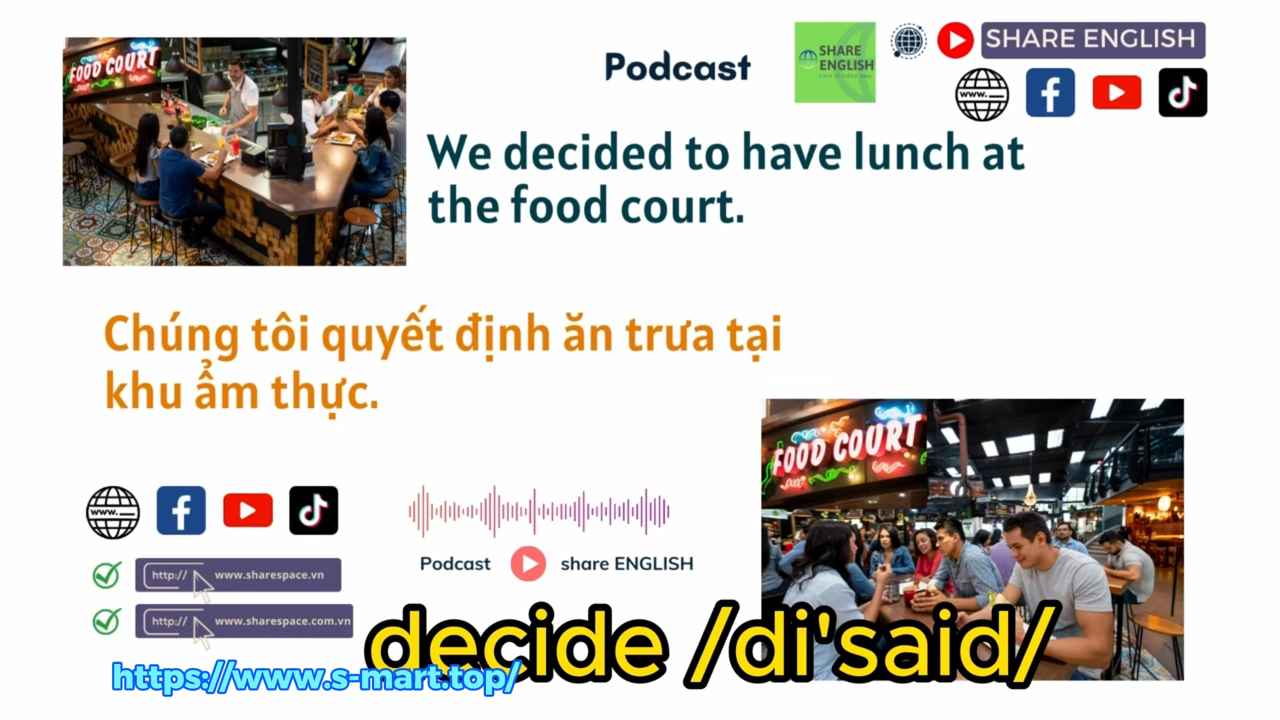 FOOD COURT
Podcast
SHARE
ENGLISH
SHARE ENGLISH
www.
We decided to have lunch at
the food court.
Chúng tôi quyết định ăn trưa tại
khu ẩm thực.
FOOD COURT
www.
Podcast
share ENGLISH
http://
www.sharespace.vn
http://
www.sharespace.com.vn
decide /di'said/
https://www.s-mart.top/